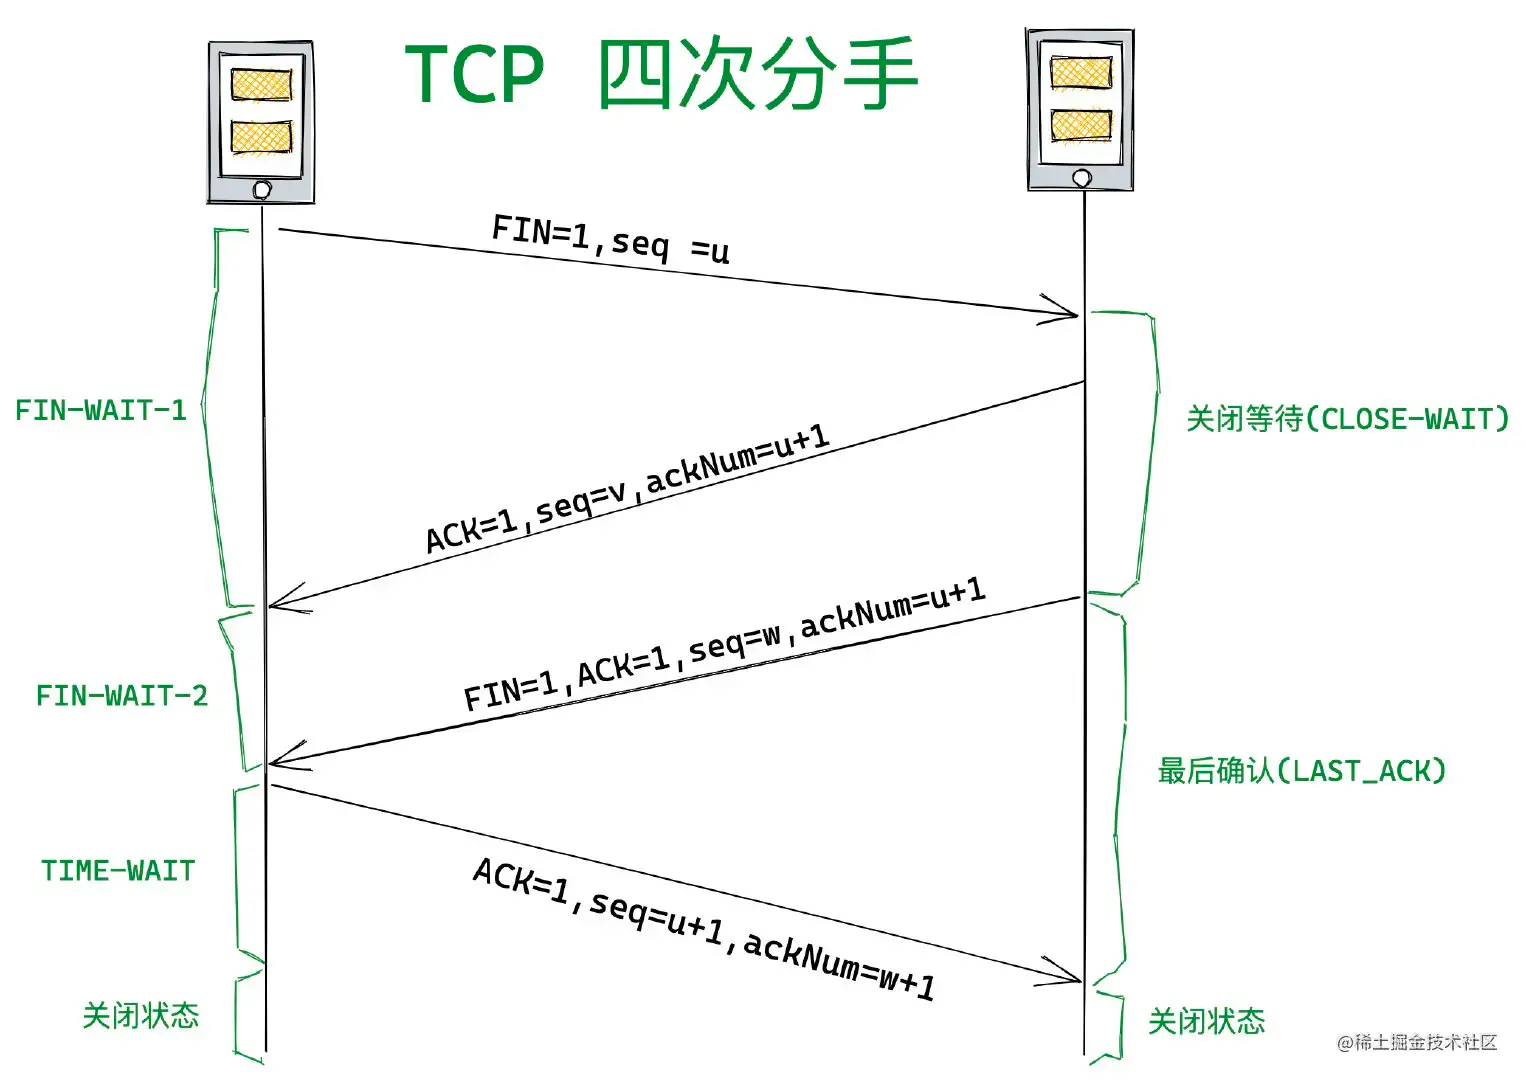 TCP 四次分手
FIN=1,seq =u
FIN-WAIT-1
关闭等待(CLOSE-WAIT)
ACK=1,seq=v,ackNum=u+1
FIN=1,ACK=1,seq=w,ackNum=u+1
FIN-WAIT-2
最后确认(LAST_ACK)
TIME-WAIT
ACK=1,seq=u+1,ackNum=w+1
关闭状态
关闭状态
@稀土掘金技术社区